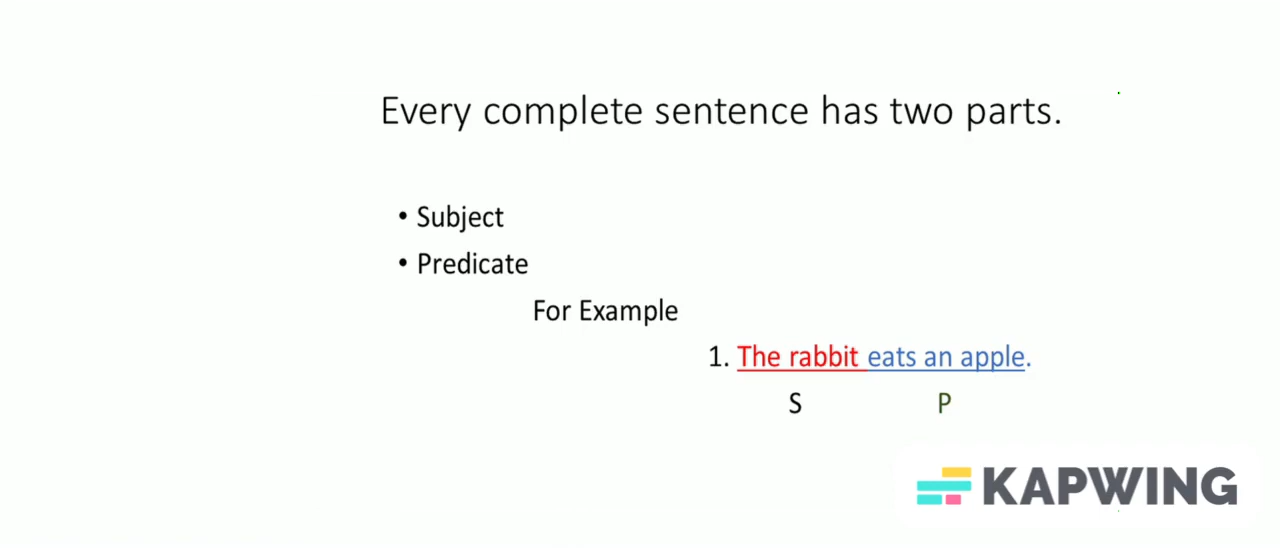 Every complete sentence has two parts.
• Subject
• Predicate
For Example
1. The rabbit eats an apple.
S P
KAPWING